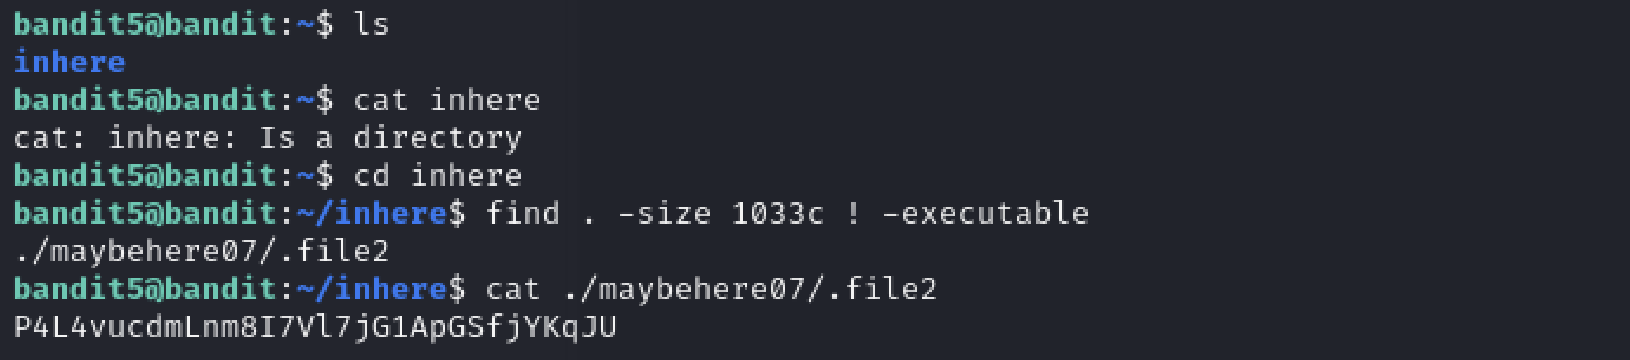 bandit5@bandit:~$ ls
inhere
bandit5@bandit:~$ cat inhere
cat: inhere: Is a directory
bandit5@bandit:~$ cd inhere
bandit5@bandit:~/inhere$ find . -size 1033c ! -executable
./maybehere07/.file2
bandit5@bandit:~/inhere$ cat ./maybehere07/.file2
P4L4vucdmLnm8I7Vl7jG1ApGSfjYKqJU